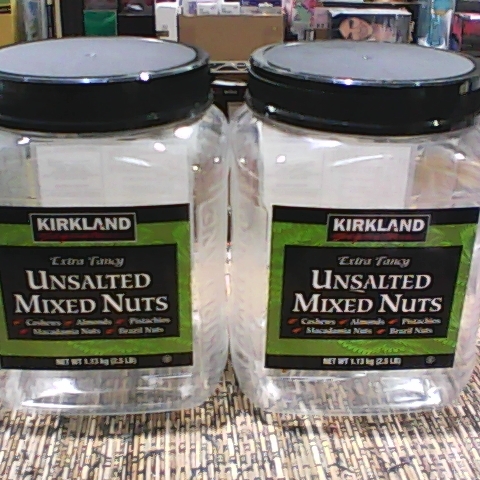 KIRKLAND
Extra Fancy
UNSALTED
MIXED NUTS
Cashews Almonds Pistachios
Macadamia Nuts Brazil Nuts
NET WT 1.13 kg (2.5 LB)
KIRKLAND
Extra Fancy
UNSALTED
MIXED NUTS
Cashews Almonds Pistachios
Macadamia Nuts Brazil Nuts
NET WT 1.13 kg (2.5 LB)